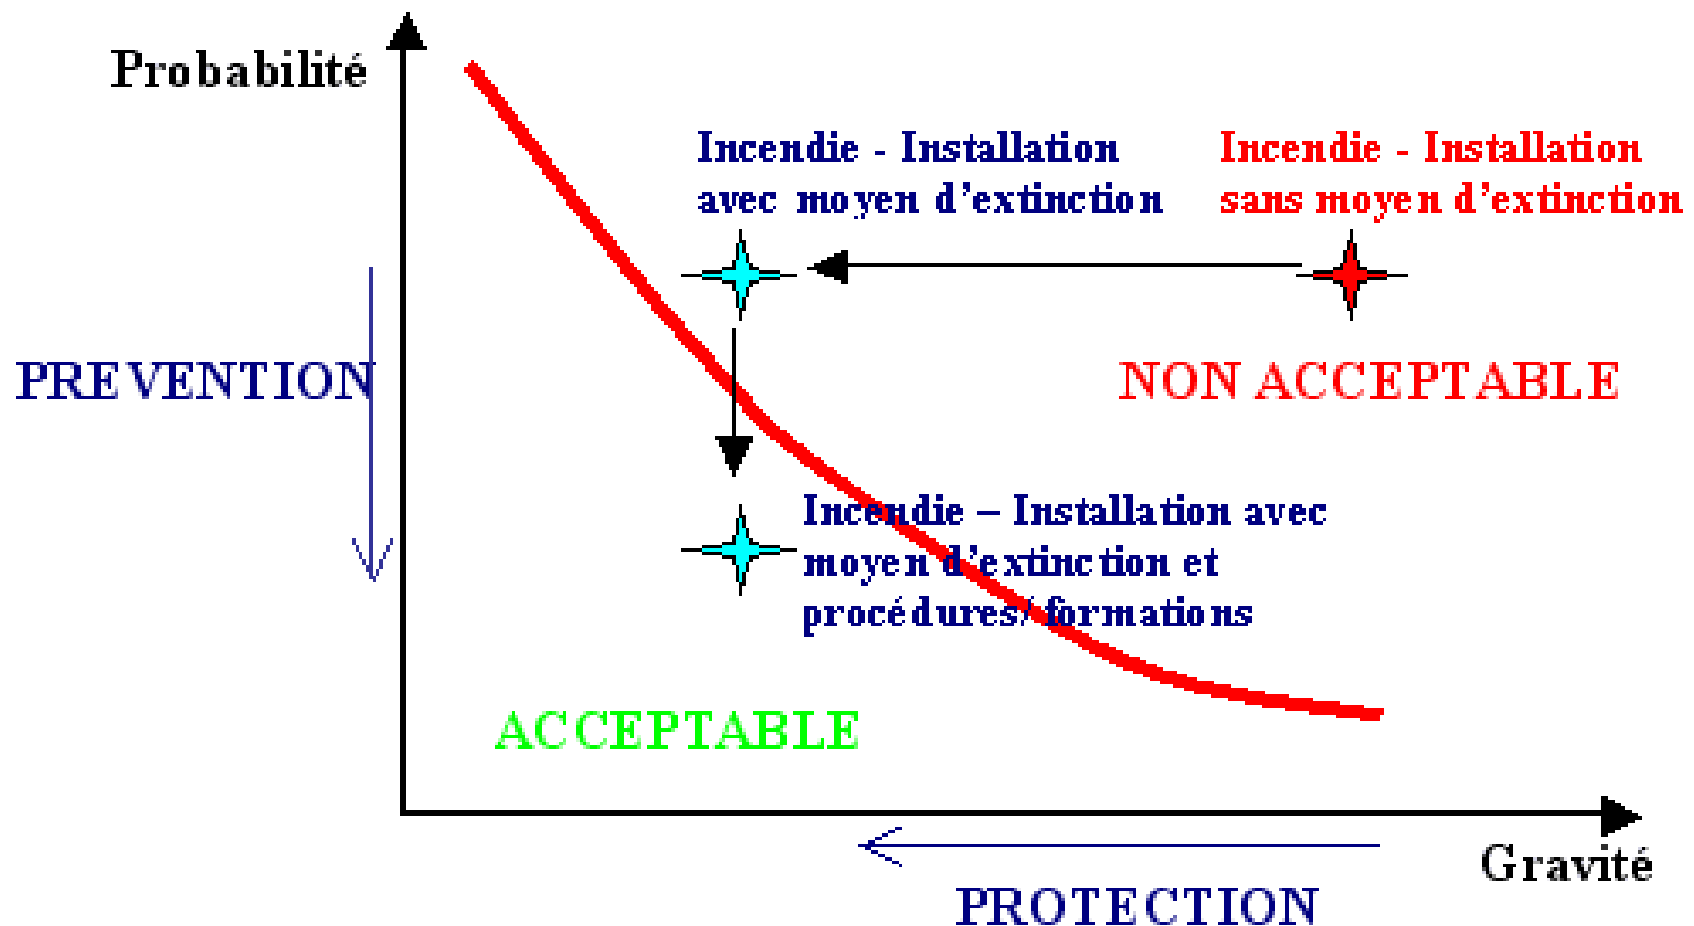 Probabilité
Incendie - Installation
avec moyen d'extinction
Incendie - Installation
sans moyen d'extinction
PREVENTION
NON ACCEPTABLE
Incendie – Installation avec
moyen d'extinction et
procédures/ formations
ACCEPTABLE
Gravité
PROTECTION